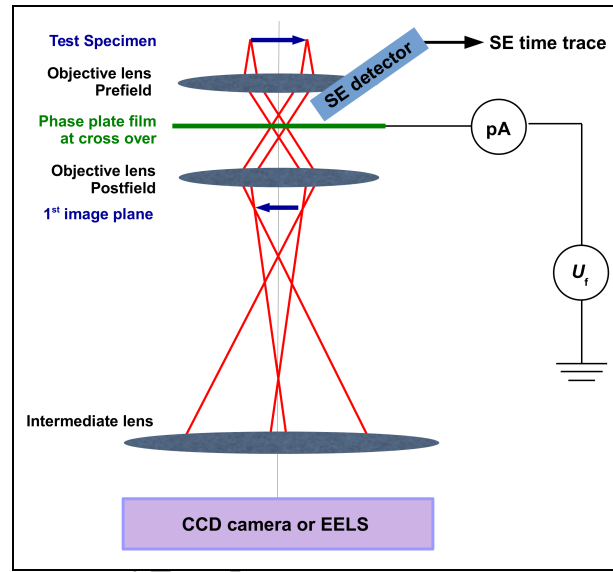 Test Specimen
SE detector
SE time trace
Objective lens
Prefield
Phase plate film
at cross over
pA
Objective lens
Postfield
1st image plane
Uf
Intermediate lens
CCD camera or EELS